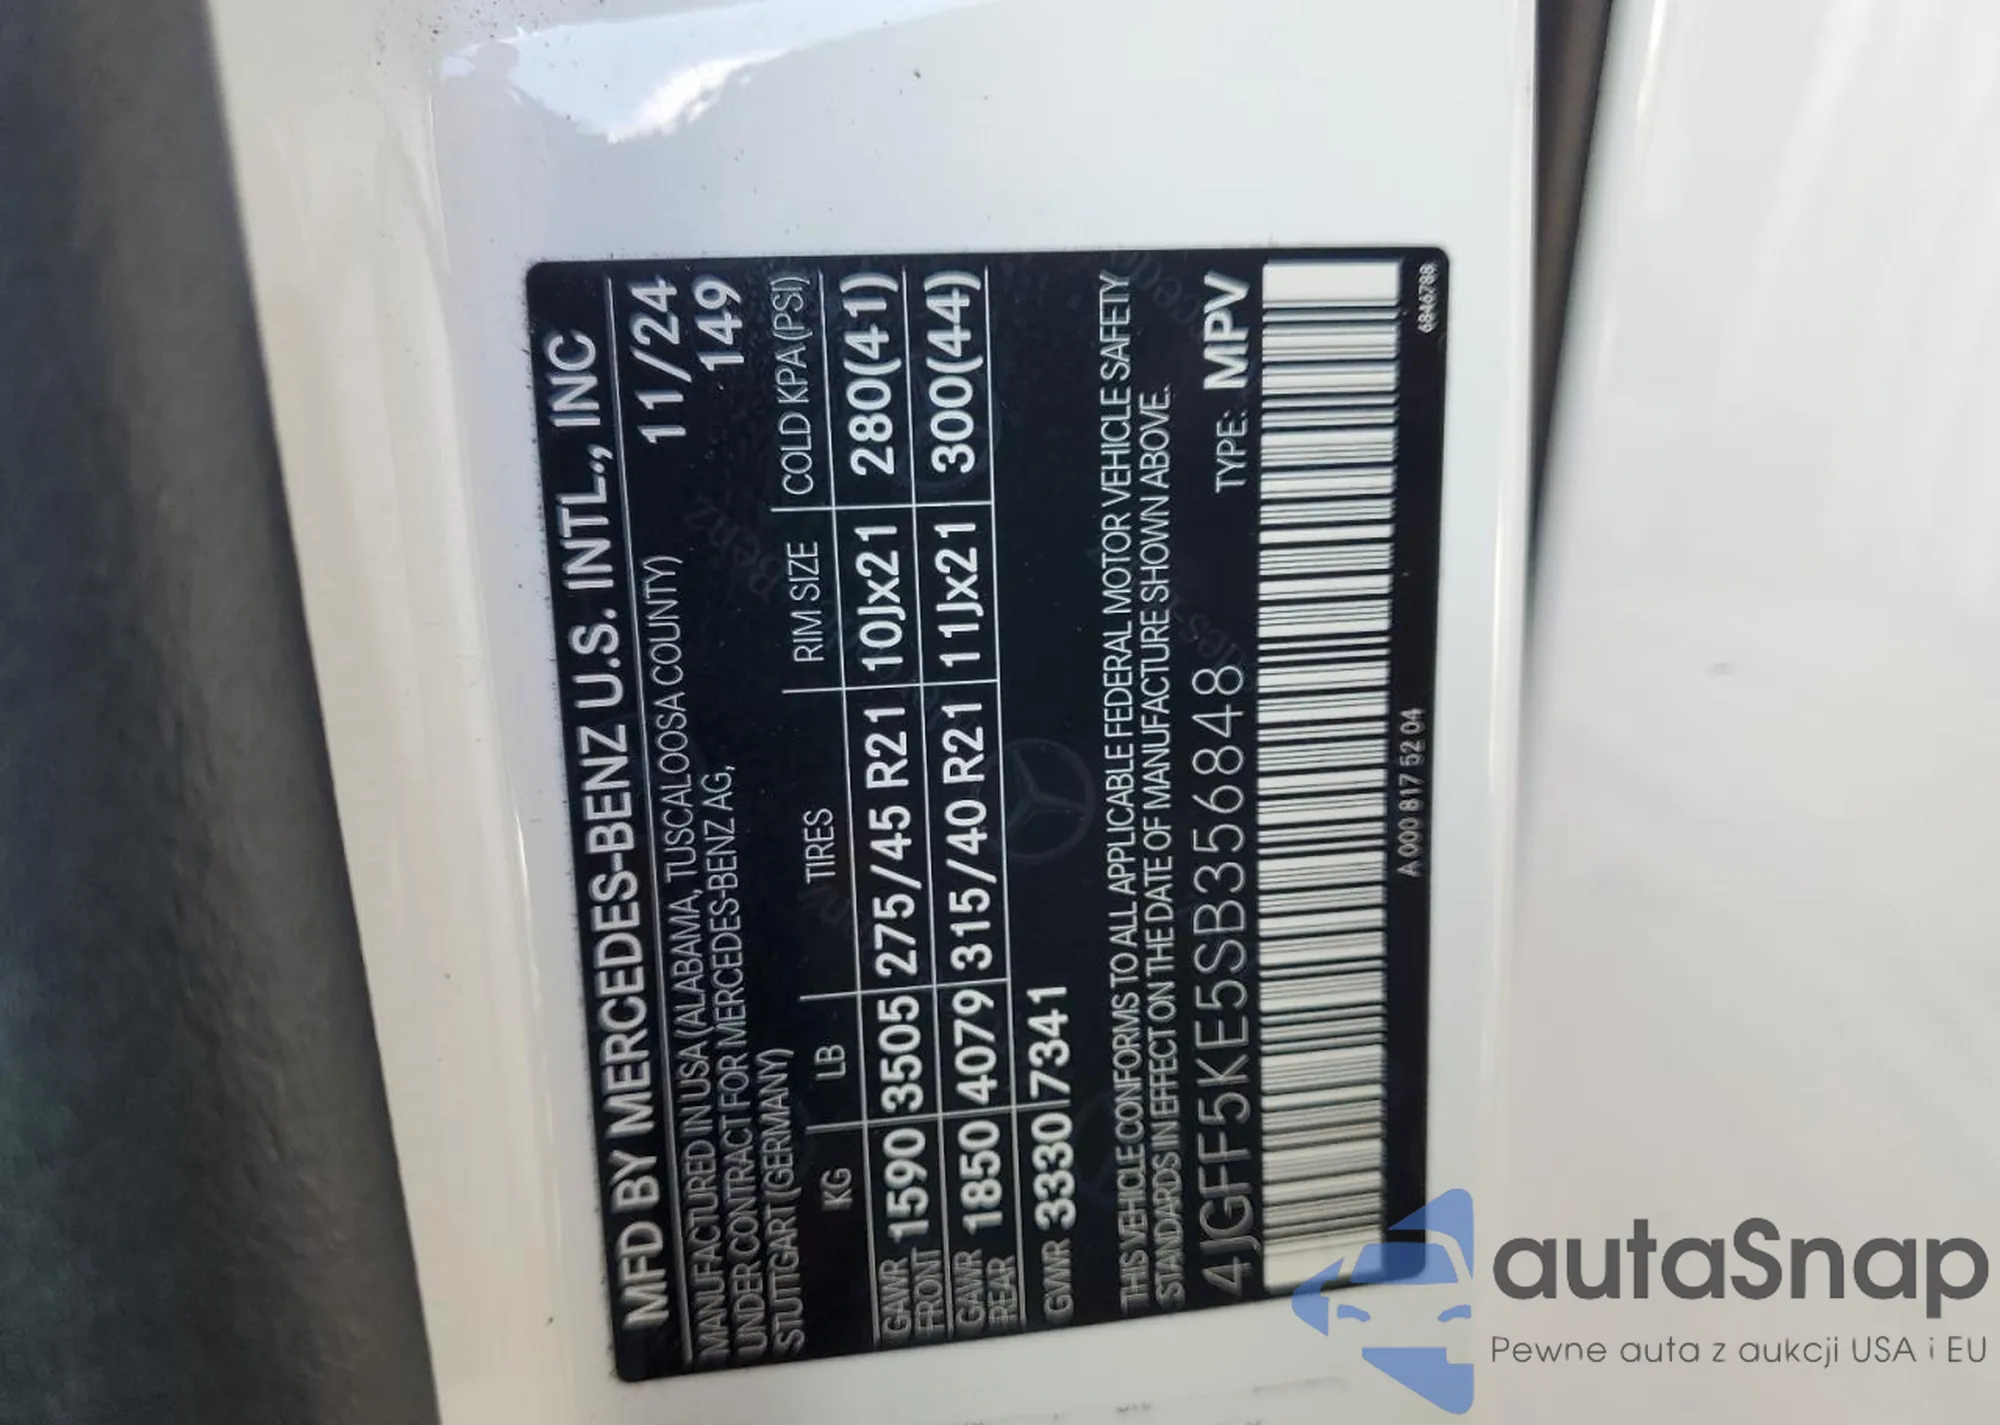 MFD BY MERCEDES-BENZ U.S. INTL., INC
MANUFACTURED IN USA (ALABAMA, TUSCALOOSA COUNTY) 11/24
UNDER CONTRACT FOR MERCEDES-BENZ AG, 149
STUTTGART (GERMANY)
KG LB TIRES RIM SIZE COLD KPA(PSI)
GAWR FRONT 1590 3505 275/45 R21 10Jx21 280(41)
GAWR REAR 1850 4079 315/40 R21 11Jx21 300(44)
GVWR 3330 7341
THIS VEHICLE CONFORMS TO ALL APPLICABLE FEDERAL MOTOR VEHICLE SAFETY
STANDARDS IN EFFECT ON THE DATE OF MANUFACTURE SHOWN ABOVE.
4JGFF5KE5SB356848 TYPE: MPV
A 000 817 52 04
6846788
autaSnap
Pewne auta z aukcji USA i EU